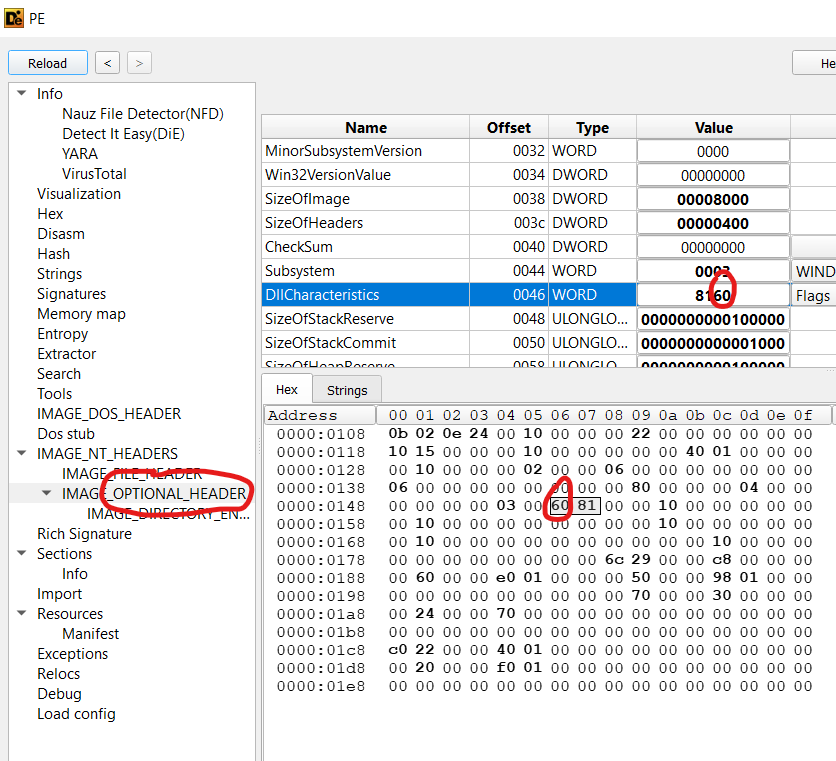 PE
Reload < > He
Info
Nauz File Detector(NFD)
Detect It Easy(DiE)
YARA
VirusTotal
Visualization
Hex
Disasm
Hash
Strings
Signatures
Memory map
Entropy
Extractor
Search
Tools
IMAGE_DOS_HEADER
Dos stub
IMAGE_NT_HEADERS
IMAGE_FILE_HEADER
IMAGE_OPTIONAL_HEADER
IMAGE_DIRECTORY_EN...
Rich Signature
Sections
Info
Import
Resources
Manifest
Exceptions
Relocs
Debug
Load config
Name Offset Type Value
MinorSubsystemVersion 0032 WORD 0000
Win32VersionValue 0034 DWORD 00000000
SizeOfImage 0038 DWORD 00008000
SizeOfHeaders 003c DWORD 00000400
CheckSum 0040 DWORD 00000000
Subsystem 0044 WORD 0003 WIND
DllCharacteristics 0046 WORD 8160 Flags
SizeOfStackReserve 0048 ULONGLO... 0000000000100000
SizeOfStackCommit 0050 ULONGLO... 0000000000001000
SizeOfHeapReserve 0058 ULONGLO... 0000000000100000
Hex Strings
Address 00 01 02 03 04 05 06 07 08 09 0a 0b 0c 0d 0e 0f
0000:0108 0b 02 0e 24 00 10 00 00 00 22 00 00 00 00 00 00
0000:0118 10 15 00 00 00 10 00 00 00 00 00 40 01 00 00 00
0000:0128 00 10 00 00 00 02 00 00 06 00 00 00 00 00 00 00
0000:0138 06 00 00 00 00 00 00 00 00 80 00 00 00 04 00 00
0000:0148 00 00 00 00 03 00 60 81 00 00 10 00 00 00 00 00
0000:0158 00 10 00 00 00 00 00 00 00 00 10 00 00 00 00 00
0000:0168 00 10 00 00 00 00 00 00 00 00 00 00 10 00 00 00
0000:0178 00 00 00 00 00 00 00 00 6c 29 00 00 c8 00 00 00
0000:0188 00 60 00 00 e0 01 00 00 00 50 00 00 98 01 00 00
0000:0198 00 00 00 00 00 00 00 00 00 70 00 00 30 00 00 00
0000:01a8 00 24 00 00 70 00 00 00 00 00 00 00 00 00 00 00
0000:01b8 00 00 00 00 00 00 00 00 00 00 00 00 00 00 00 00
0000:01c8 c0 22 00 00 40 01 00 00 00 00 00 00 00 00 00 00
0000:01d8 00 20 00 00 f0 01 00 00 00 00 00 00 00 00 00 00
0000:01e8 00 00 00 00 00 00 00 00 00 00 00 00 00 00 00 00